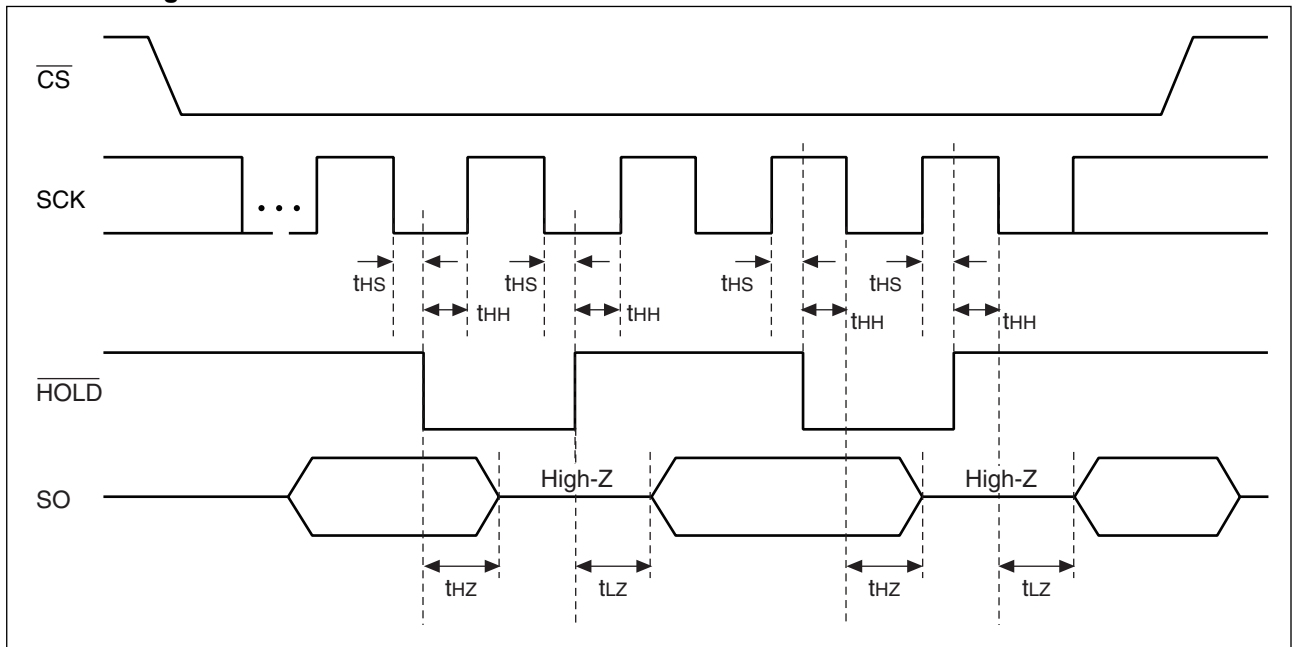 CS
SCK
...
tHS tHS tHS tHS
tHH tHH tHH tHH
HOLD
High-Z High-Z
SO
tHZ tLZ tHZ tLZ